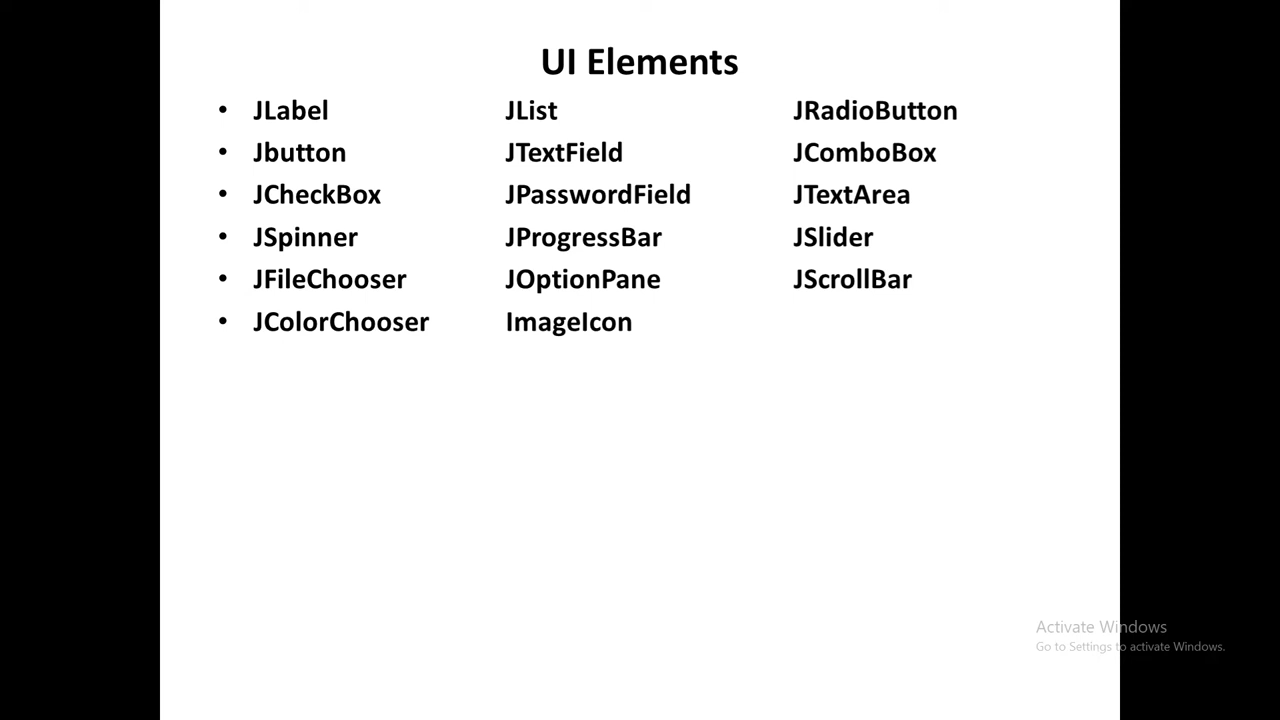 UI Elements
• JLabel JList JRadioButton
• Jbutton JTextField JComboBox
• JCheckBox JPasswordField JTextArea
• JSpinner JProgressBar JSlider
• JFileChooser JOptionPane JScrollBar
• JColorChooser ImageIcon
Activate Windows
Go to Settings to activate Windows.